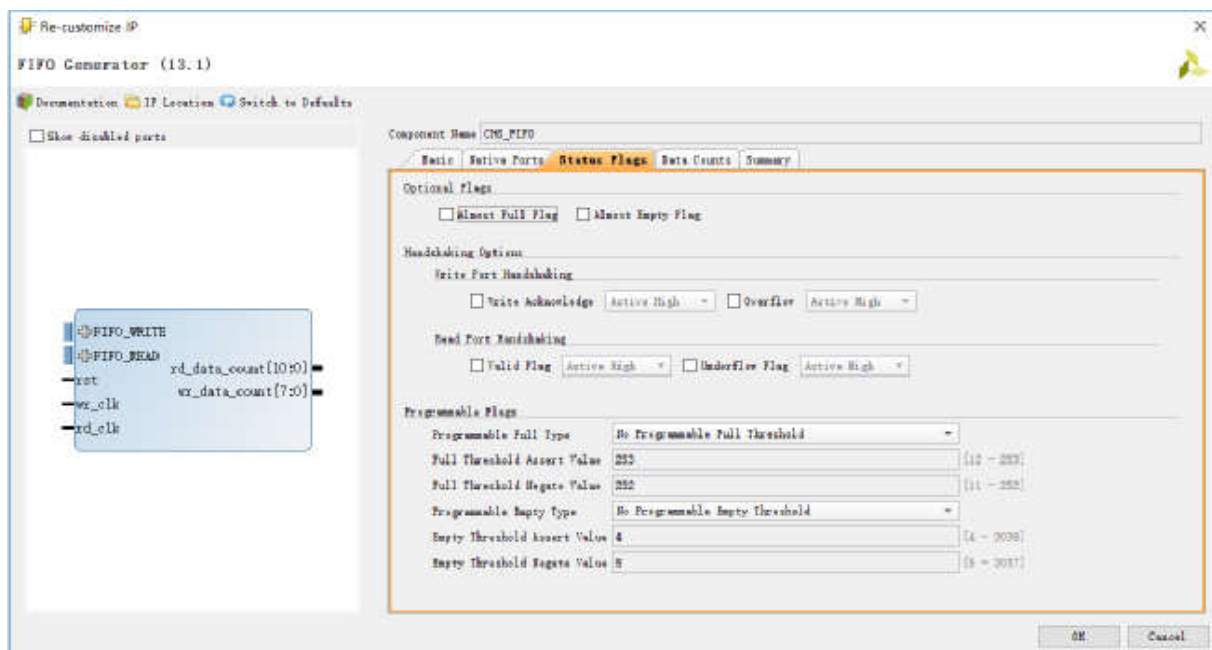 Re-customize IP
FIFO Generator (13.1)
Documentation IP Location Switch to Defaults
Show disabled ports
Component Name CMS_FIFO
Basic Native Ports Status Flags Data Counts Summary
Optional Flags
Almost Full Flag Almost Empty Flag
Handshaking Options
Write Port Handshaking
Write Acknowledge Active High Overflow Active High
Read Port Handshaking
Valid Flag Active High Underflow Flag Active High
FIFO_WRITE
FIFO_READ
rd_data_count[10:0]
rst
wr_data_count[7:0]
wr_clk
rd_clk
Programmable Flags
Programmable Full Type No Programmable Full Threshold
Full Threshold Assert Value 253 [12 - 253]
Full Threshold Negate Value 252 [11 - 252]
Programmable Empty Type No Programmable Empty Threshold
Empty Threshold Assert Value 4
Empty Threshold Negate Value 5
OK Cancel